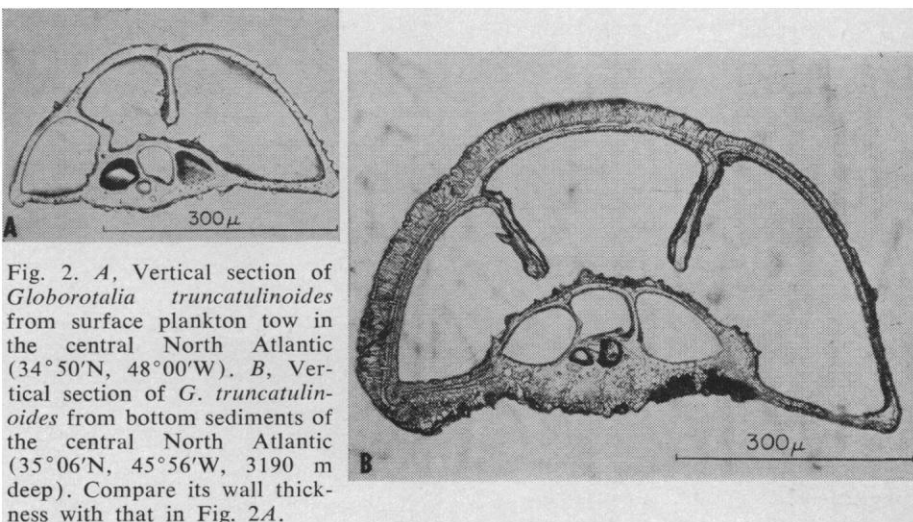 300μ
A
Fig. 2. A, Vertical section of
Globorotalia truncatulinoides
from surface plankton tow in
the central North Atlantic
(34°50′N, 48°00′W). B, Ver-
tical section of G. truncatulin-
oides from bottom sediments of
the central North Atlantic
(35°06′N, 45°56′W, 3190 m
deep). Compare its wall thick-
ness with that in Fig. 2A.
300μ
B